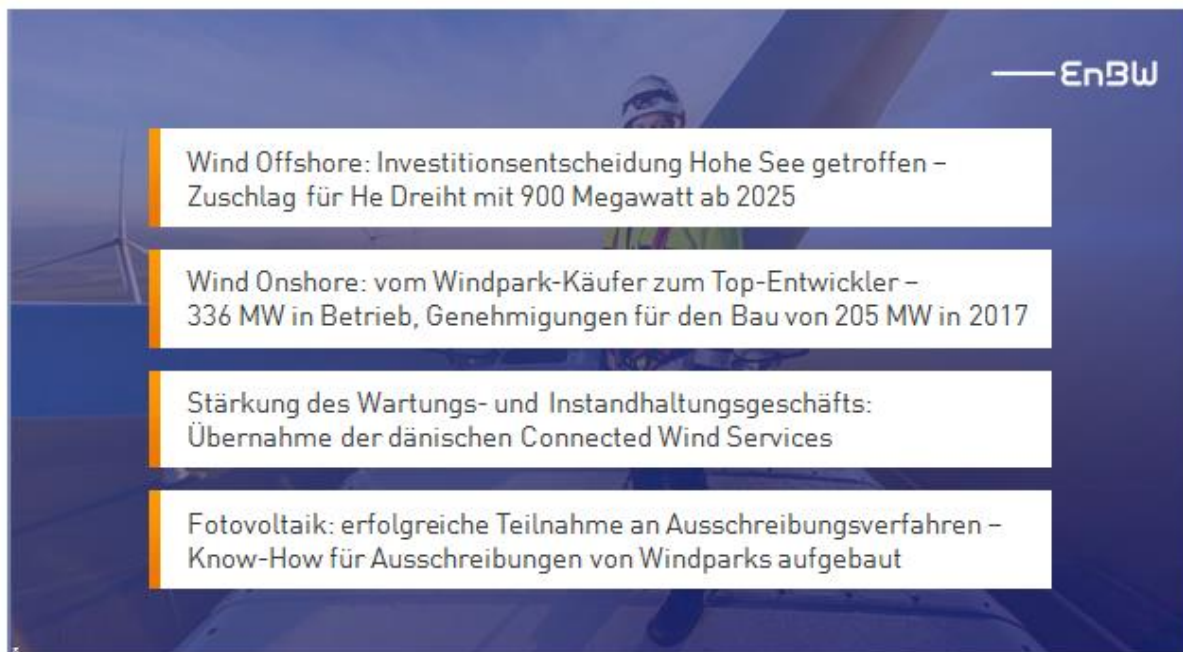 EnBW
Wind Offshore: Investitionsentscheidung Hohe See getroffen –
Zuschlag für He Dreiht mit 900 Megawatt ab 2025
Wind Onshore: vom Windpark-Käufer zum Top-Entwickler –
336 MW in Betrieb, Genehmigungen für den Bau von 205 MW in 2017
Stärkung des Wartungs- und Instandhaltungsgeschäfts:
Übernahme der dänischen Connected Wind Services
Fotovoltaik: erfolgreiche Teilnahme an Ausschreibungsverfahren –
Know-How für Ausschreibungen von Windparks aufgebaut